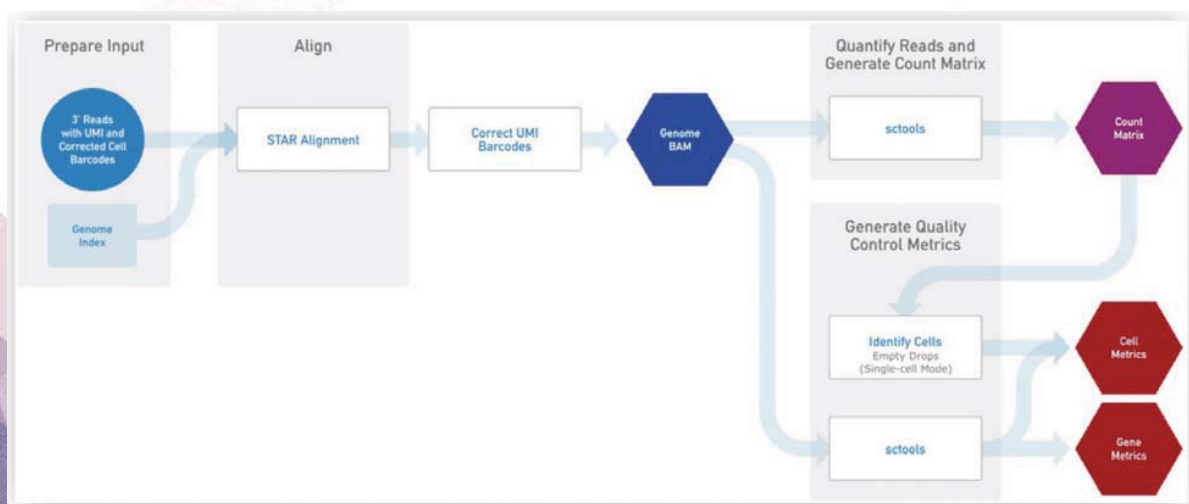 Prepare Input
Align
Quantify Reads and
Generate Count Matrix
3' Reads
with UMI and
Corrected Cell
Barcodes
STAR Alignment
Correct UMI
Barcodes
Genome
BAM
sctools
Count
Matrix
Genome
Index
Generate Quality
Control Metrics
Identify Cells
Empty Drops
(Single-cell Mode)
Cell
Metrics
sctools
Gene
Metrics